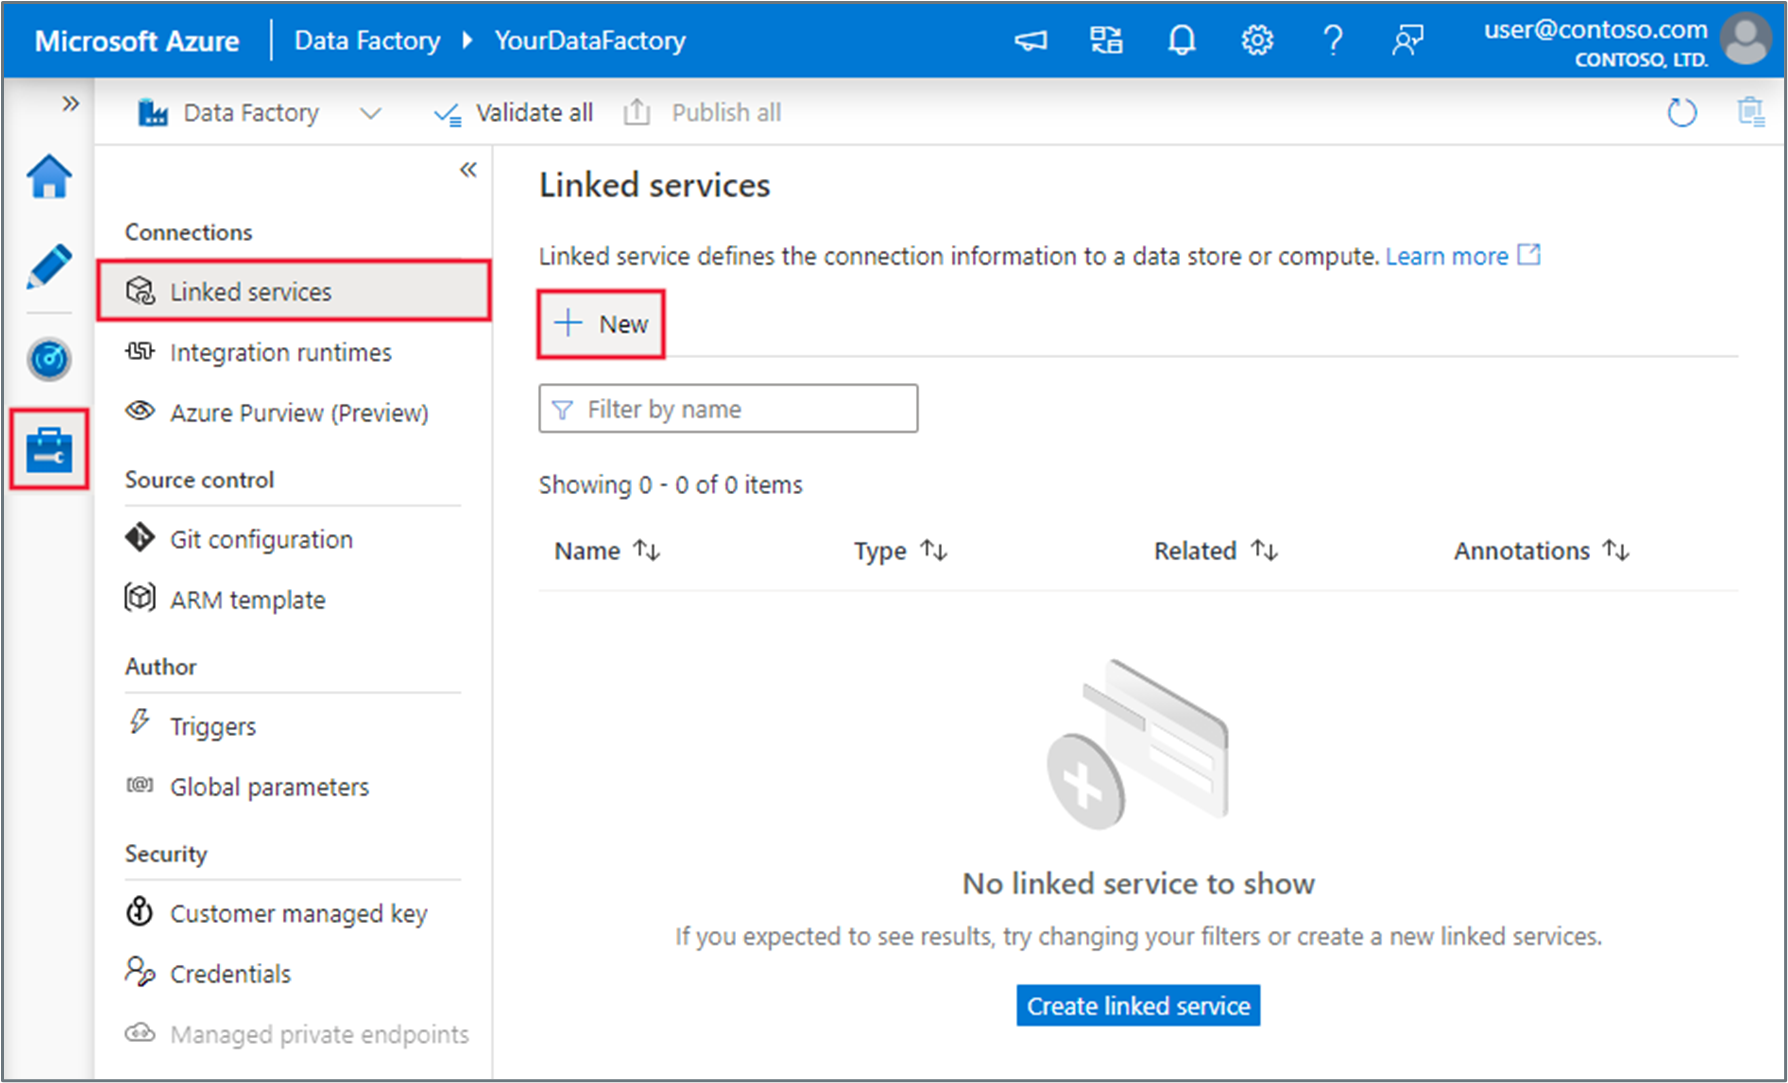 Microsoft Azure Data Factory YourDataFactory
user@contoso.com
CONTOSO, LTD.
Data Factory Validate all Publish all
Connections
Linked services
Integration runtimes
Azure Purview (Preview)
Source control
Git configuration
ARM template
Author
Triggers
Global parameters
Security
Customer managed key
Credentials
Managed private endpoints
Linked services
Linked service defines the connection information to a data store or compute. Learn more
New
Filter by name
Showing 0 - 0 of 0 items
Name Type Related Annotations
No linked service to show
If you expected to see results, try changing your filters or create a new linked services.
Create linked service